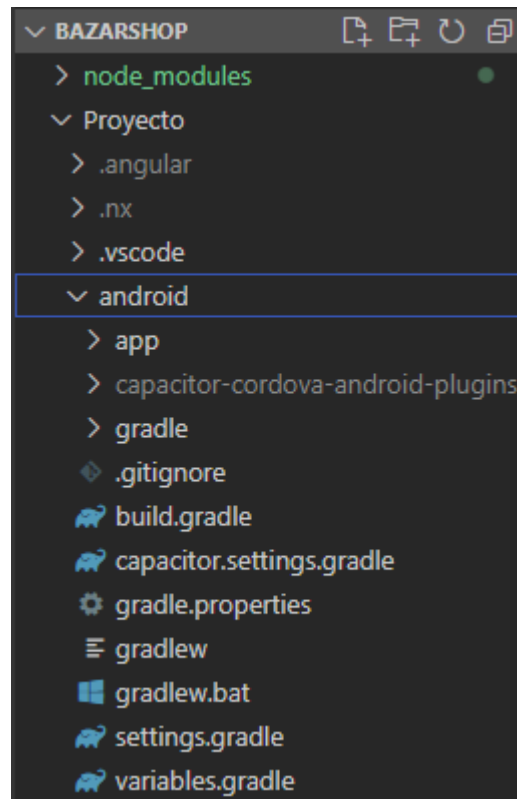 BAZARSHOP
node_modules
Proyecto
.angular
.nx
.vscode
android
app
capacitor-cordova-android-plugins
gradle
.gitignore
build.gradle
capacitor.settings.gradle
gradle.properties
gradlew
gradlew.bat
settings.gradle
variables.gradle